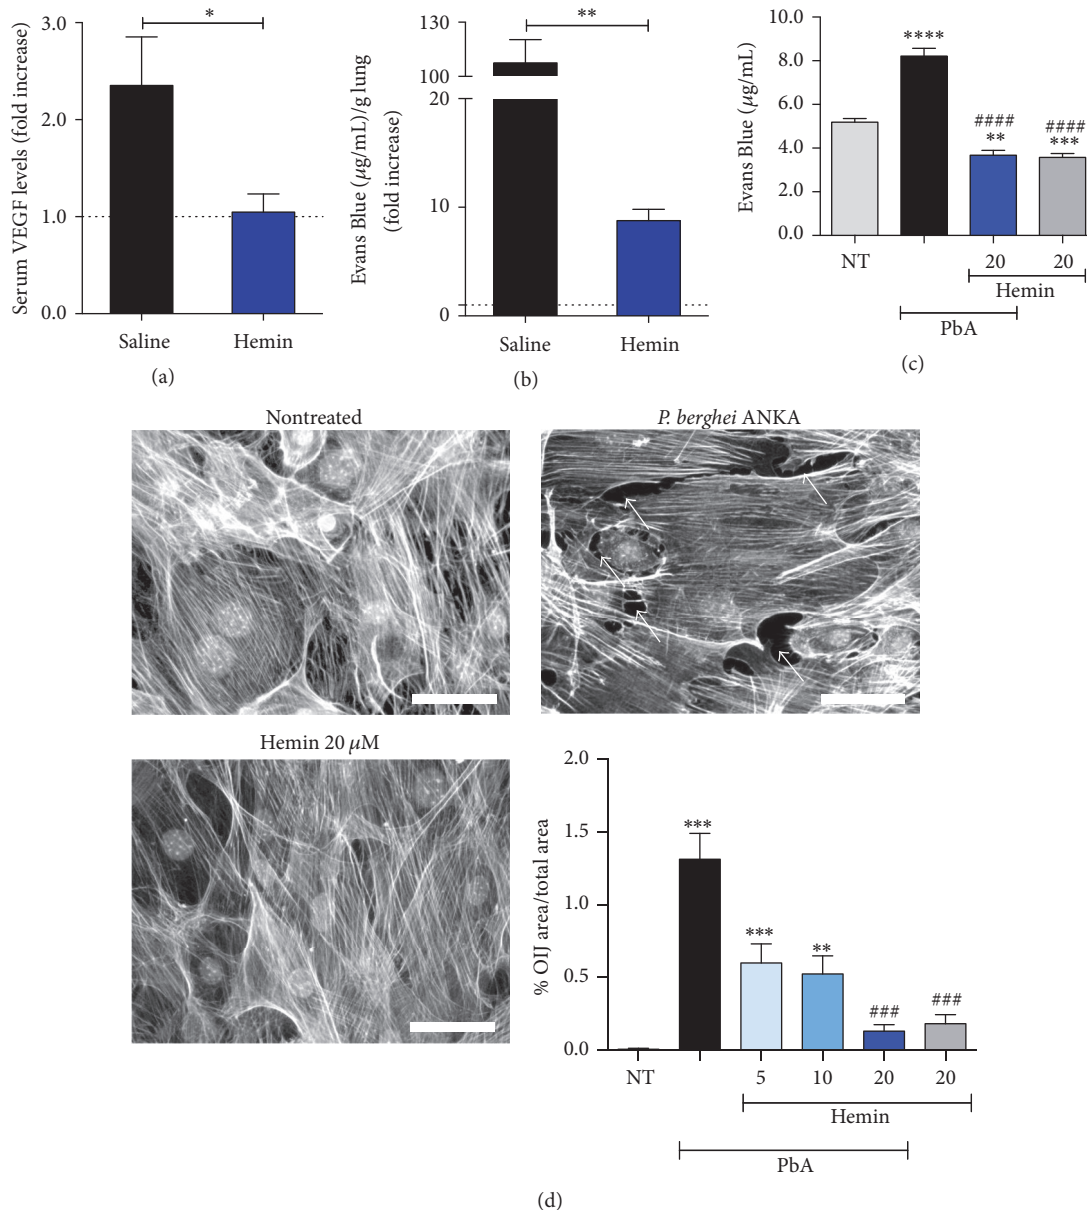 Serum VEGF levels (fold increase)
3.0
2.0
1.0
0.0
*
Saline
Hemin
(a)
Evans Blue (μg/mL)/g lung
(fold increase)
130
100
20
10
0
**
Saline
Hemin
(b)
Evans Blue (μg/mL)
10.0
8.0
6.0
4.0
2.0
0.0
****
####
**
####
***
NT
20
20
Hemin
PbA
(c)
Nontreated
P. berghei ANKA
Hemin 20 μM
% OIJ area/total area
2.0
1.5
1.0
0.5
0.0
***
***
**
###
###
NT
5
10
20
20
Hemin
PbA
(d)